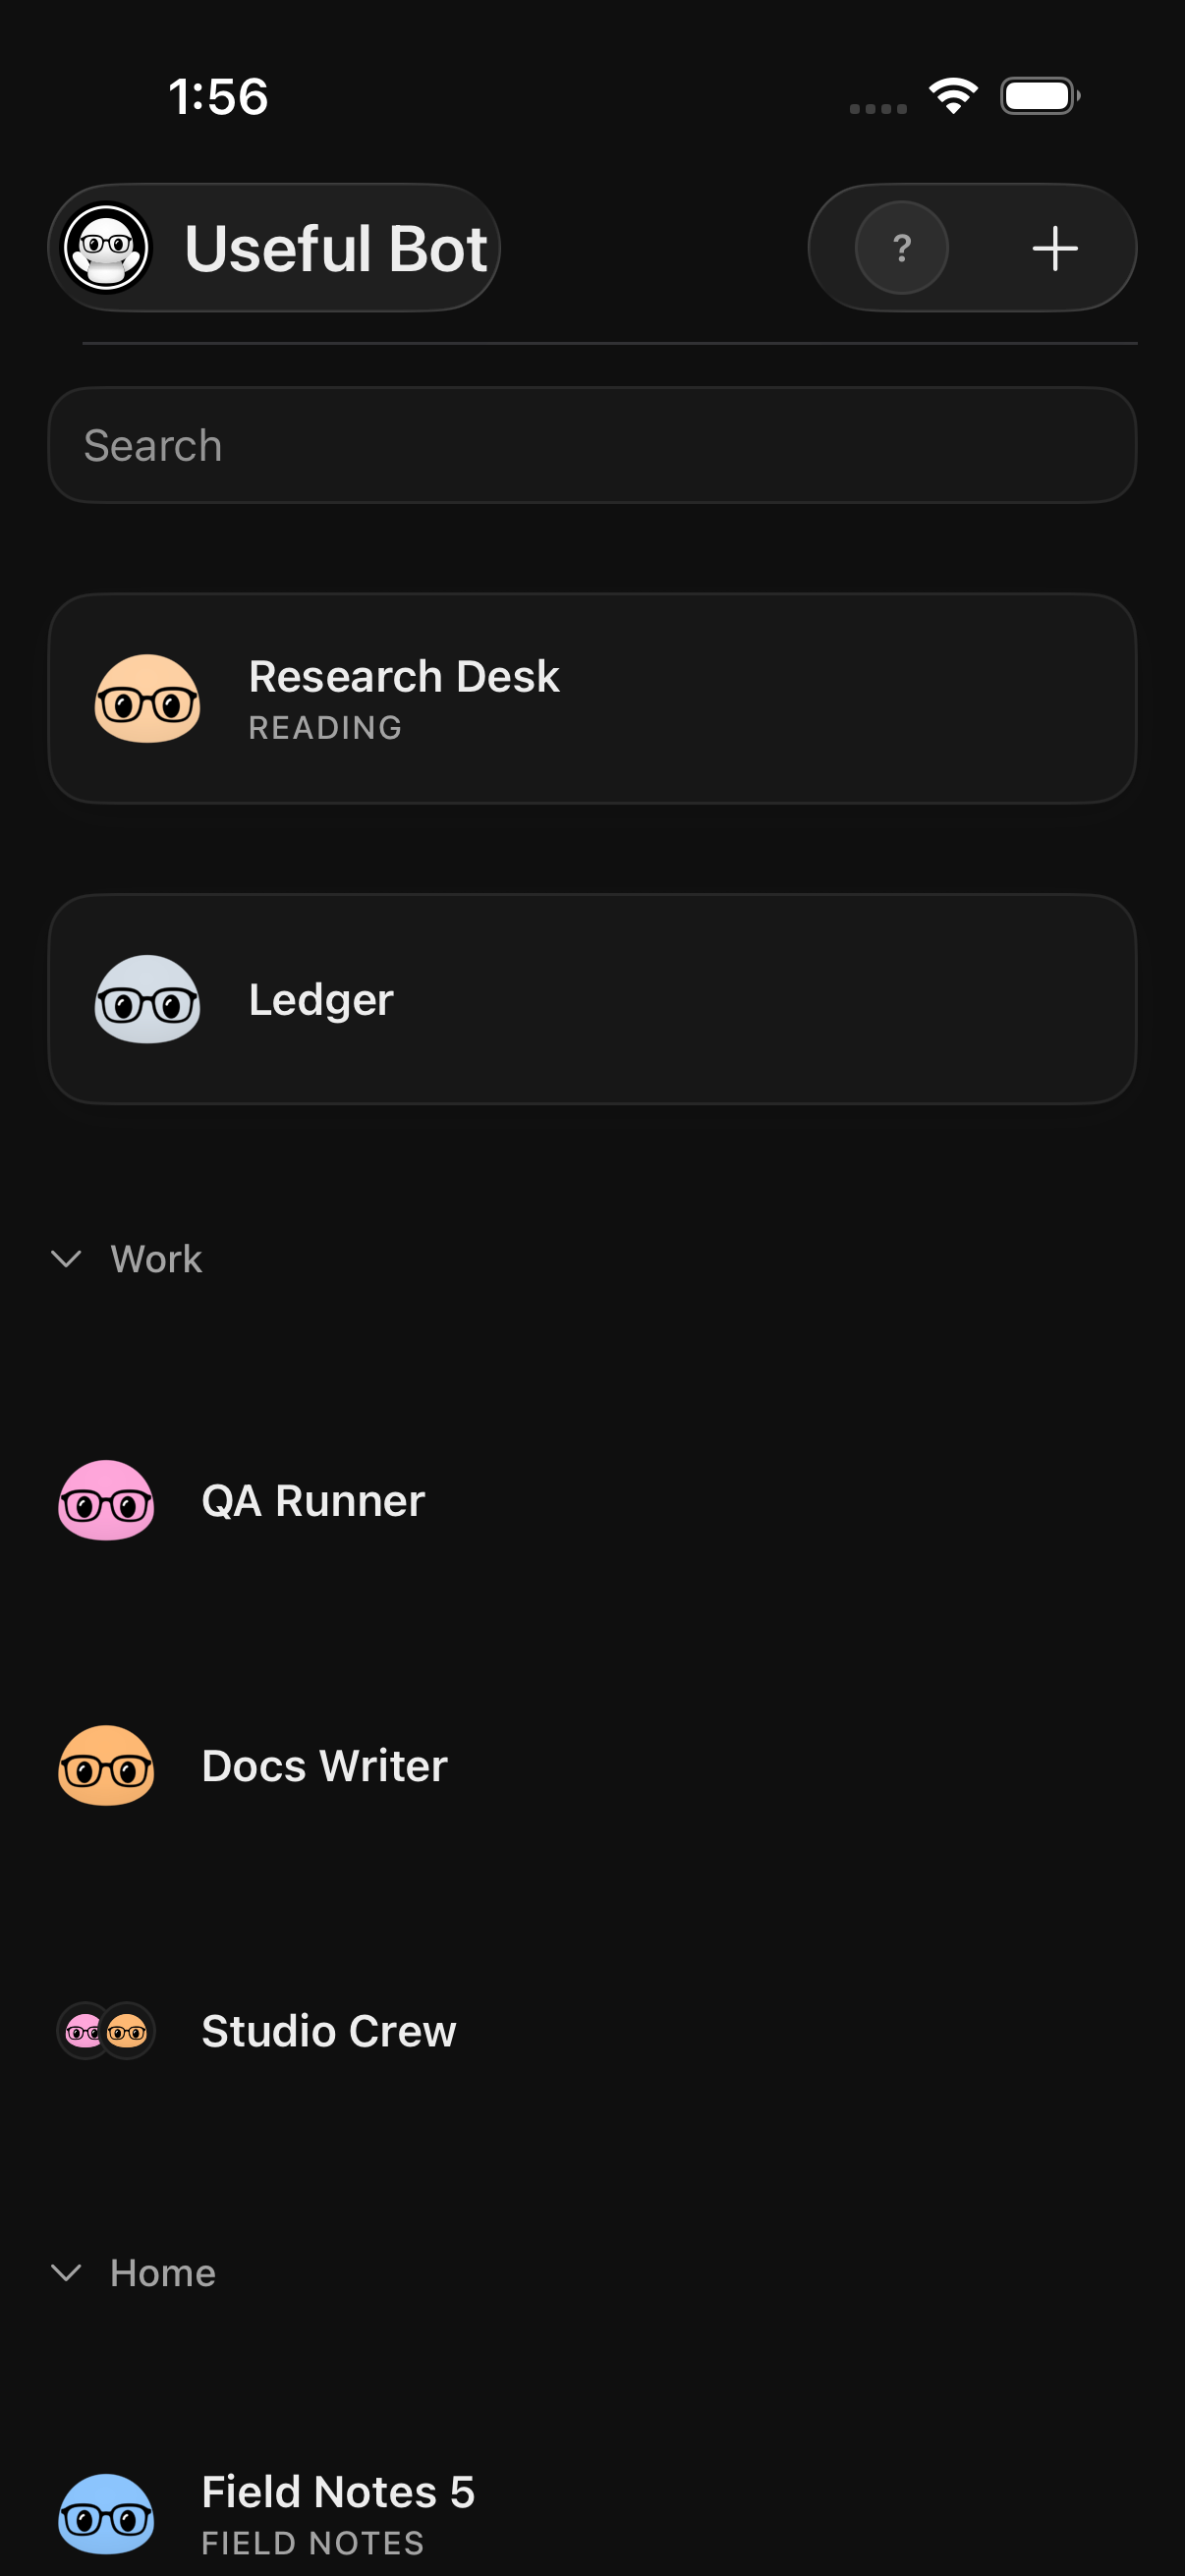 1:56
Useful Bot
?
Search
Research Desk
READING
Ledger
Work
QA Runner
Docs Writer
Studio Crew
Home
Field Notes 5
FIELD NOTES